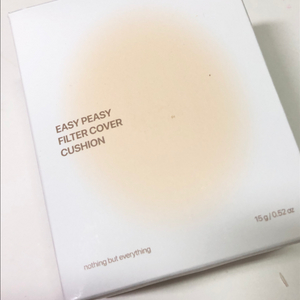 EASY PEASY
FILTER COVER
CUSHION
nothing but everything
15 g / 0.52 oz